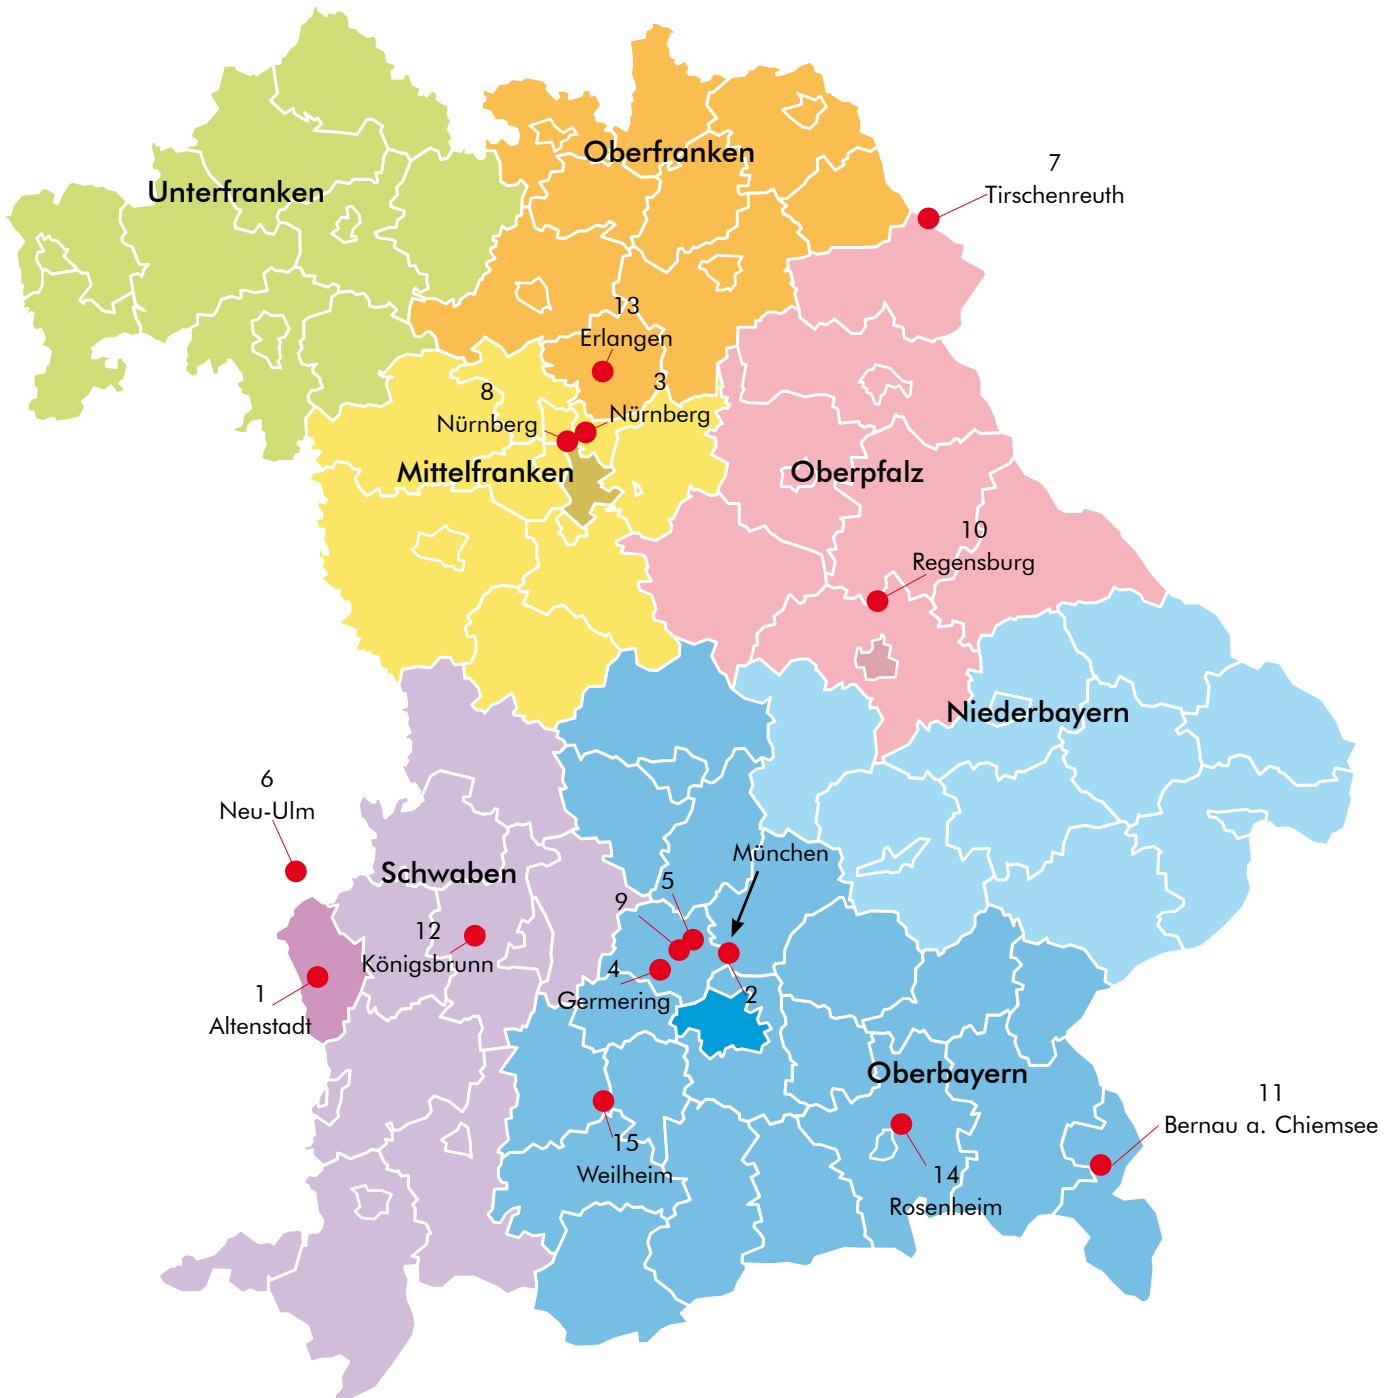 Oberfranken
7
Tirschenreuth
Unterfranken
13
Erlangen
3
Nürnberg
8
Nürnberg
Mittelfranken
Oberpfalz
10
Regensburg
Niederbayern
6
Neu-Ulm
München
Schwaben
5
9
12
Königsbrunn
4
Germering
2
1
Altenstadt
Oberbayern
11
Bernau a. Chiemsee
15
Weilheim
14
Rosenheim